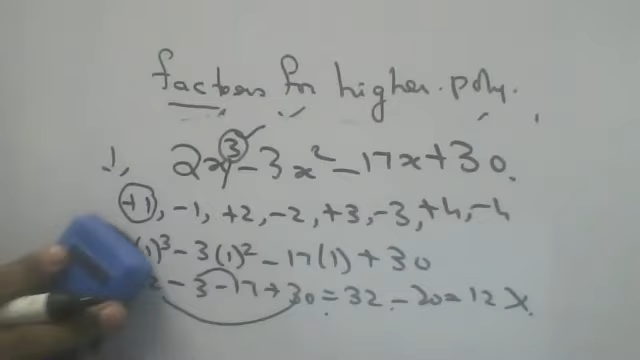 factors for higher. poly.
1, 2x³ - 3x² - 17x + 30.
+1, -1, +2, -2, +3, -3, +4, -4
(1)³ - 3(1)² - 17(1) + 30
2 - 3 - 17 + 30 = 32 - 20 = 12 ×